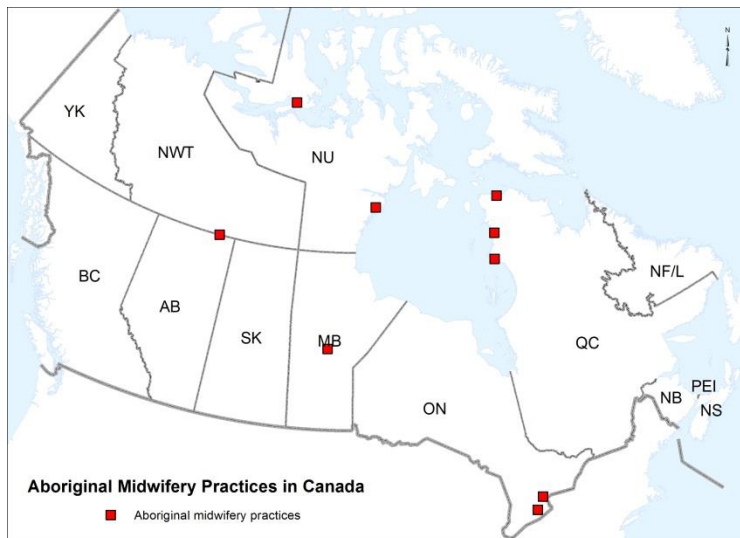 N
YK
NWT
NU
BC
AB
SK
MB
ON
QC
NF/L
PEI
NB
NS
Aboriginal Midwifery Practices in Canada
Aboriginal midwifery practices